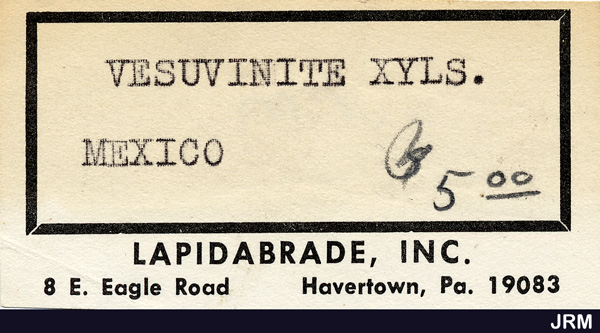 VESUVINITE XYLS.
MEXICO
5 00
LAPIDABRADE, INC.
8 E. Eagle Road Havertown, Pa. 19083
JRM